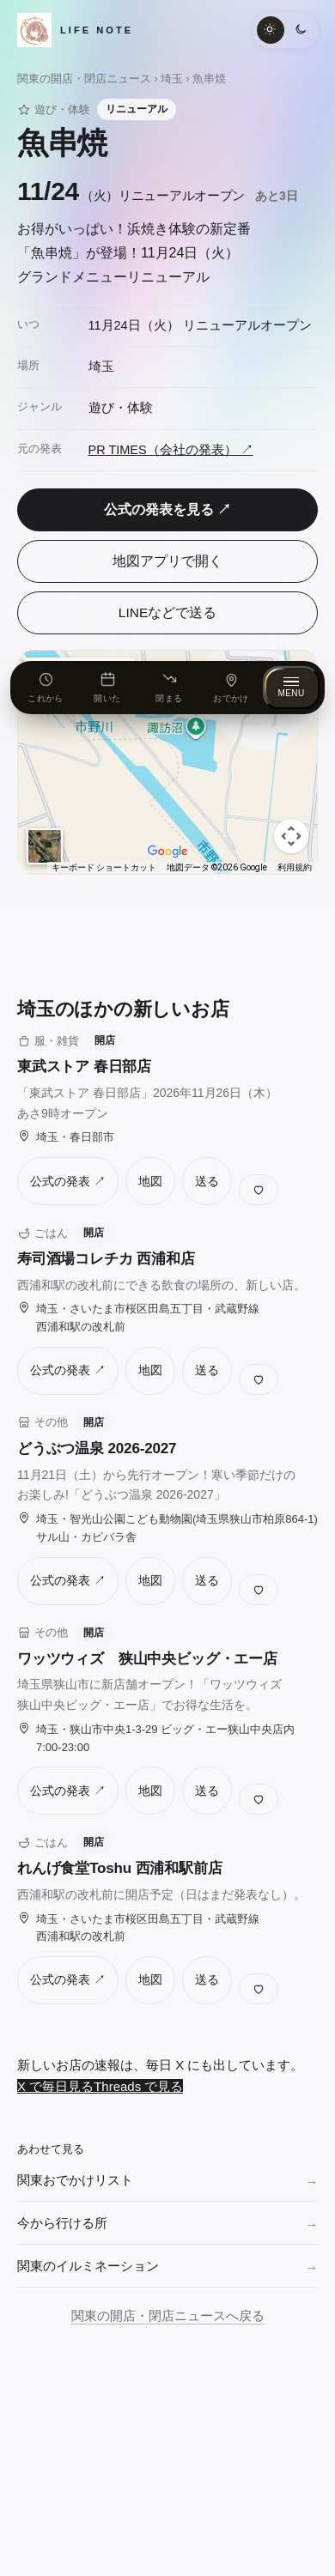 LIFE NOTE
関東の開店・閉店ニュース › 埼玉 › 魚串焼
遊び・体験 リニューアル
魚串焼
11/24（火）リニューアルオープン あと3日
お得がいっぱい！浜焼き体験の新定番
「魚串焼」が登場！11月24日（火）
グランドメニューリニューアル
いつ 11月24日（火） リニューアルオープン
場所 埼玉
ジャンル 遊び・体験
元の発表 PR TIMES（会社の発表） ↗
公式の発表を見る ↗
地図アプリで開く
LINEなどで送る
これから 開いた 閉まる おでかけ MENU
市野川 諏訪沼
Google
キーボード ショートカット 地図データ ©2026 Google 利用規約
埼玉のほかの新しいお店
服・雑貨 開店
東武ストア 春日部店
「東武ストア 春日部店」2026年11月26日（木）
あさ9時オープン
埼玉・春日部市
公式の発表 ↗ 地図 送る
ごはん 開店
寿司酒場コレチカ 西浦和店
西浦和駅の改札前にできる飲食の場所の、新しい店。
埼玉・さいたま市桜区田島五丁目・武蔵野線
西浦和駅の改札前
公式の発表 ↗ 地図 送る
その他 開店
どうぶつ温泉 2026-2027
11月21日（土）から先行オープン！寒い季節だけの
お楽しみ!「どうぶつ温泉 2026-2027」
埼玉・智光山公園こども動物園(埼玉県狭山市柏原864-1)
サル山・カピバラ舎
公式の発表 ↗ 地図 送る
その他 開店
ワッツウィズ　狭山中央ビッグ・エー店
埼玉県狭山市に新店舗オープン！「ワッツウィズ
狭山中央ビッグ・エー店」でお得な生活を。
埼玉・狭山市中央1-3-29 ビッグ・エー狭山中央店内
7:00-23:00
公式の発表 ↗ 地図 送る
ごはん 開店
れんげ食堂Toshu 西浦和駅前店
西浦和駅の改札前に開店予定（日はまだ発表なし）。
埼玉・さいたま市桜区田島五丁目・武蔵野線
西浦和駅の改札前
公式の発表 ↗ 地図 送る
新しいお店の速報は、毎日 X にも出しています。
X で毎日見るThreads で見る
あわせて見る
関東おでかけリスト →
今から行ける所 →
関東のイルミネーション →
関東の開店・閉店ニュースへ戻る